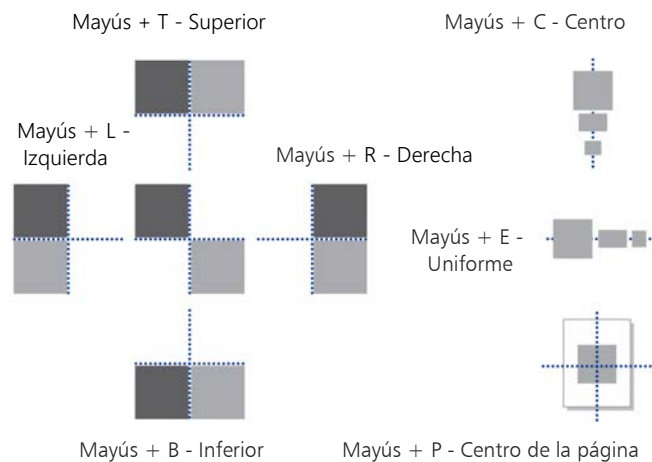 Mayús + T - Superior
Mayús + C - Centro
Mayús + L -
Izquierda
Mayús + R - Derecha
Mayús + E -
Uniforme
Mayús + B - Inferior
Mayús + P - Centro de la página